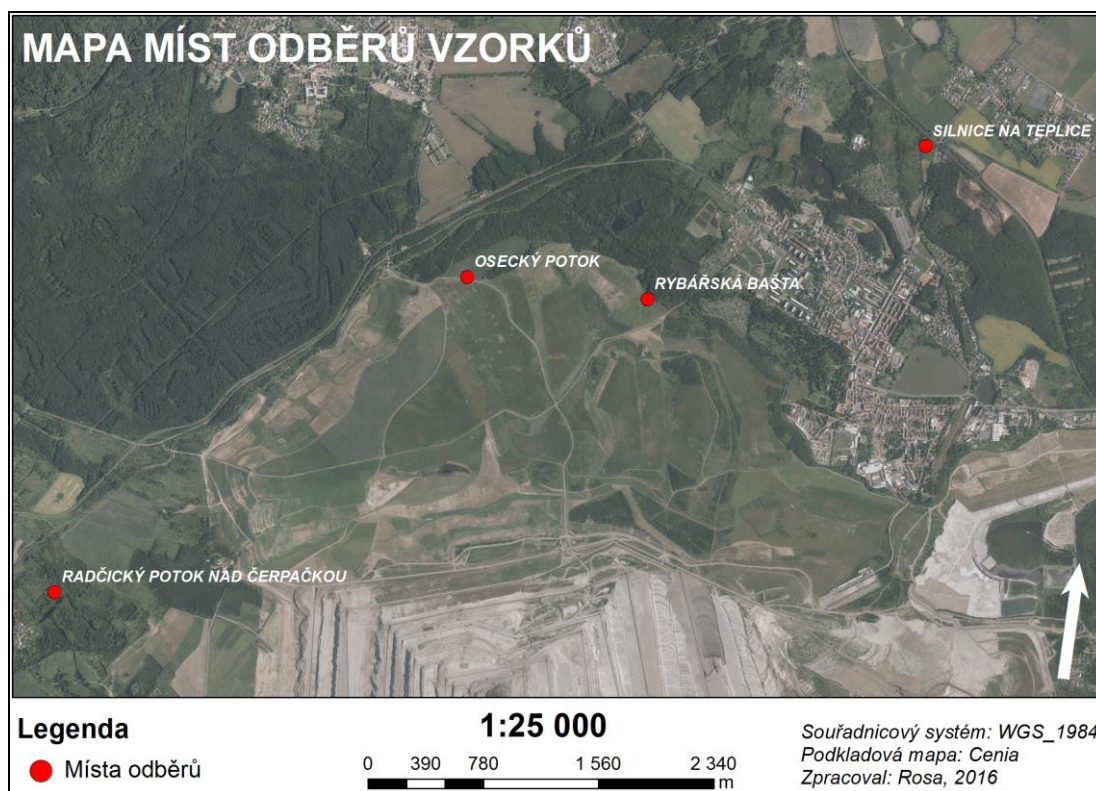 MAPA MÍST ODBĚRŮ VZORKŮ
SILNICE NA TEPLICE
OSECKÝ POTOK
RYBÁŘSKÁ BAŠTA
RADČICKÝ POTOK NAD ČERPAČKOU
Legenda
Místa odběrů
1:25 000
0 390 780 1 560 2 340
m
Souřadnicový systém: WGS_1984
Podkladová mapa: Cenia
Zpracoval: Rosa, 2016